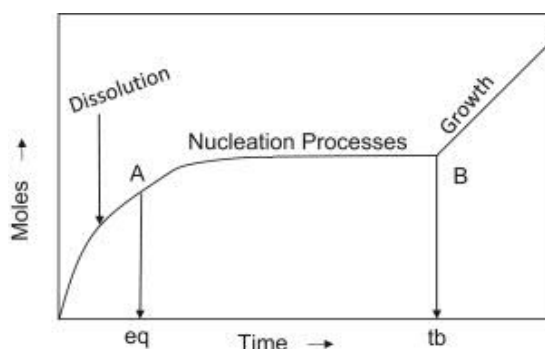 Dissolution
Growth
Nucleation Processes
A
B
Moles →
eq
Time →
tb